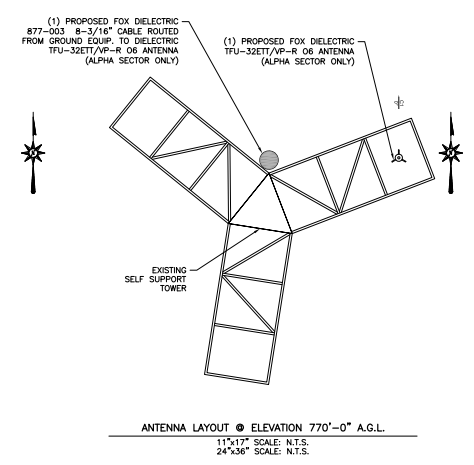 (1) PROPOSED FOX DIELECTRIC
877-003 8-3/16" CABLE ROUTED
FROM GROUND EQUIP. TO DIELECTRIC
TFU-32ETT/VP-R O6 ANTENNA
(ALPHA SECTOR ONLY)
(1) PROPOSED FOX DIELECTRIC
TFU-32ETT/VP-R O6 ANTENNA
(ALPHA SECTOR ONLY)
N
N
EXISTING
SELF SUPPORT
TOWER
ANTENNA LAYOUT @ ELEVATION 770'-0" A.G.L.
11"x17" SCALE: N.T.S.
24"x36" SCALE: N.T.S.